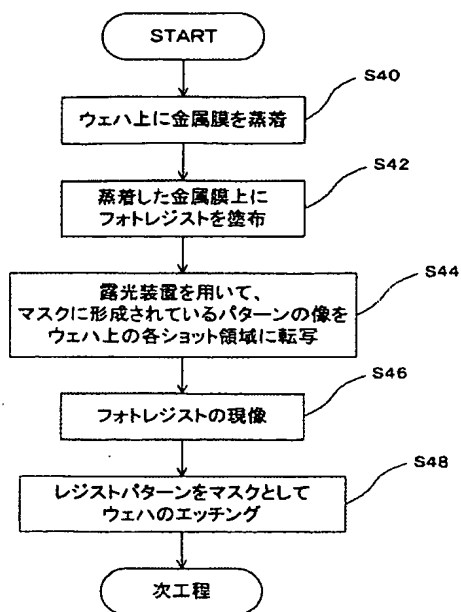 START
S40
ウェハ上に金属膜を蒸着
S42
蒸着した金属膜上に
フォトレジストを塗布
S44
露光装置を用いて、
マスクに形成されているパターンの像を
ウェハ上の各ショット領域に転写
S46
フォトレジストの現像
S48
レジストパターンをマスクとして
ウェハのエッチング
次工程